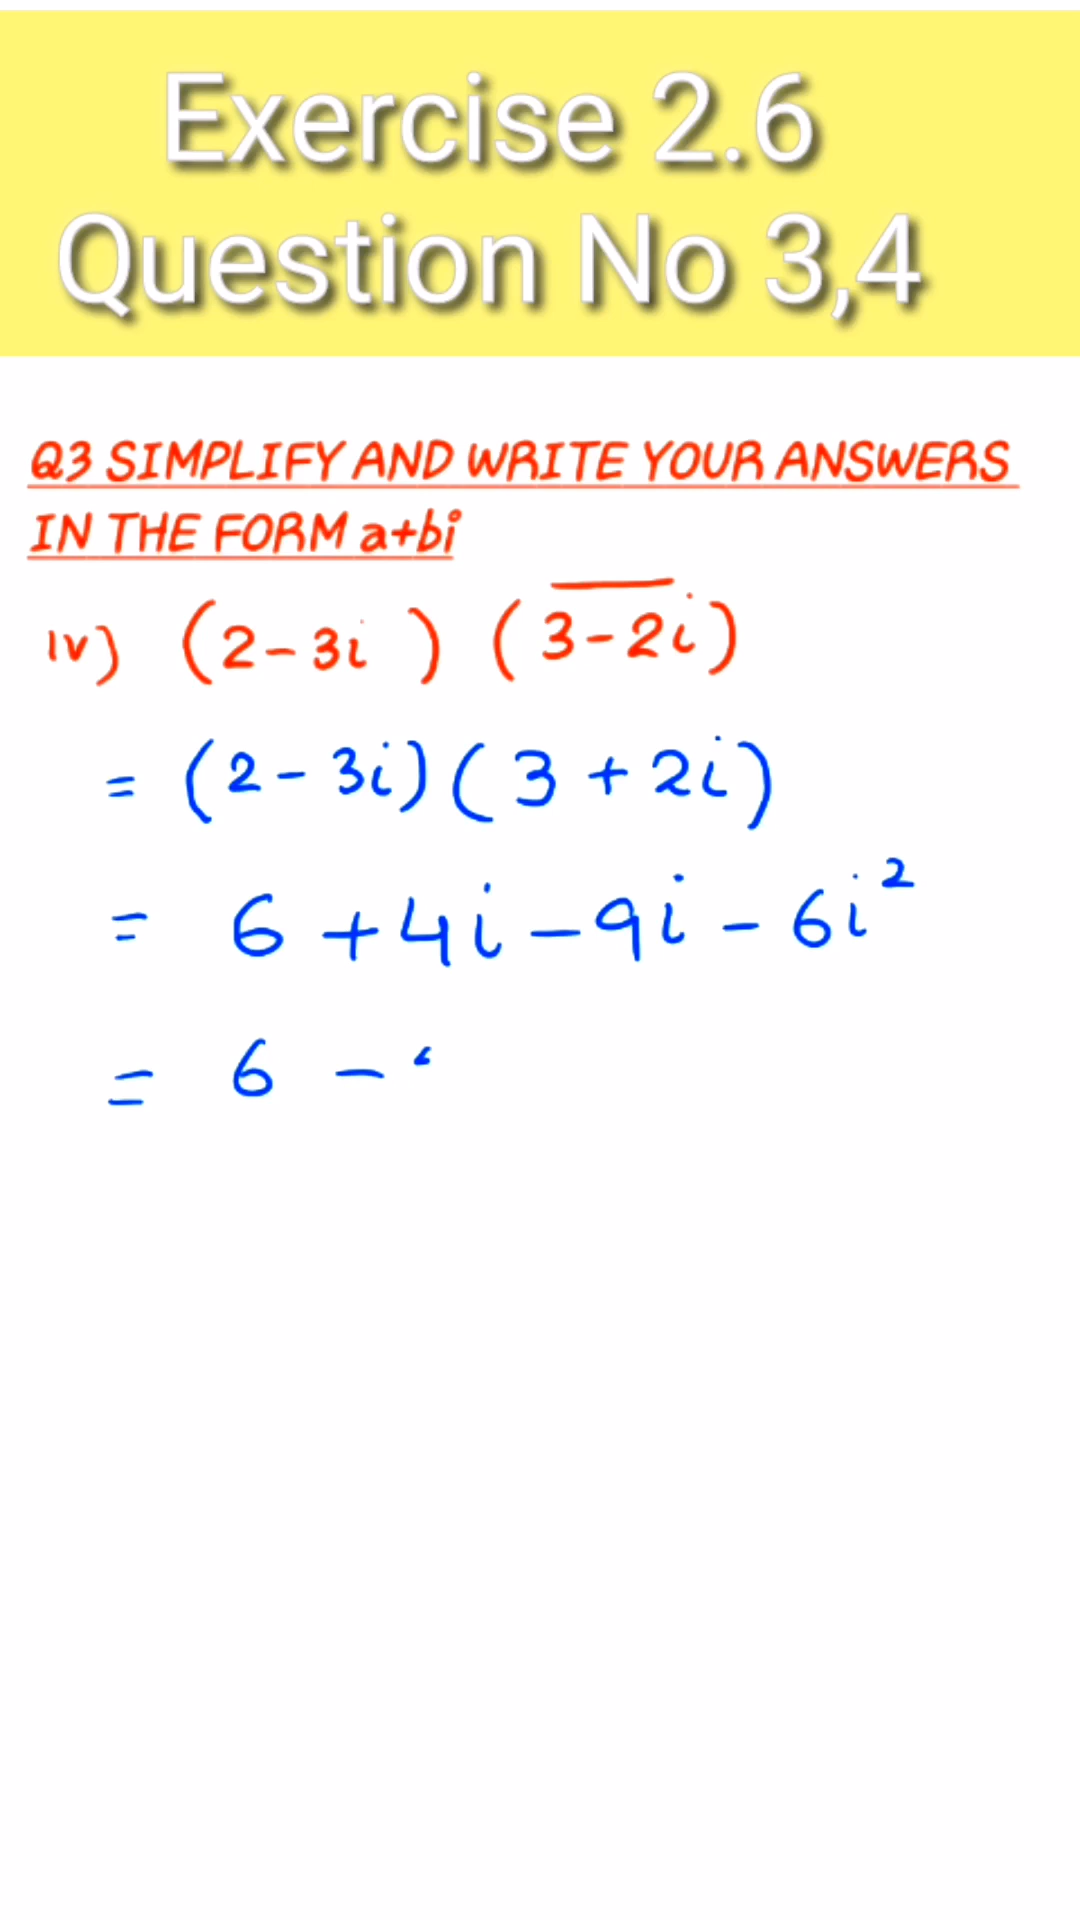 Exercise 2.6
Question No 3,4
Q3 SIMPLIFY AND WRITE YOUR ANSWERS
IN THE FORM a+bi
iv) (2-3i) (\overline{3-2i})
= (2-3i)(3+2i)
= 6+4i-9i-6i²
= 6 -